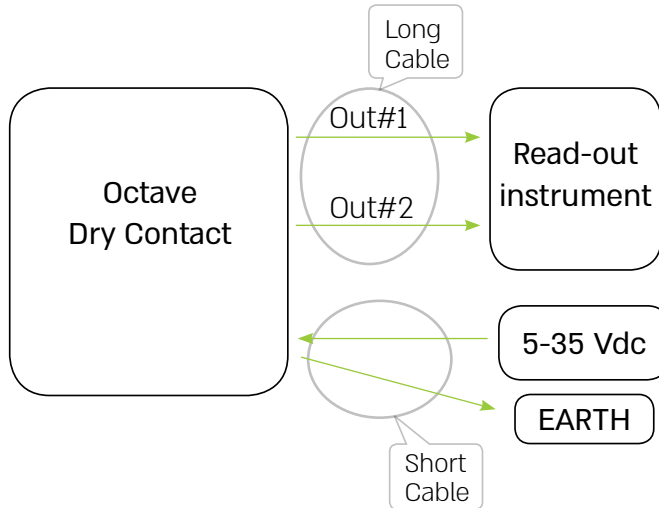 Long
Cable
Out#1
Out#2
Octave
Dry Contact
Read-out
instrument
5-35 Vdc
EARTH
Short
Cable